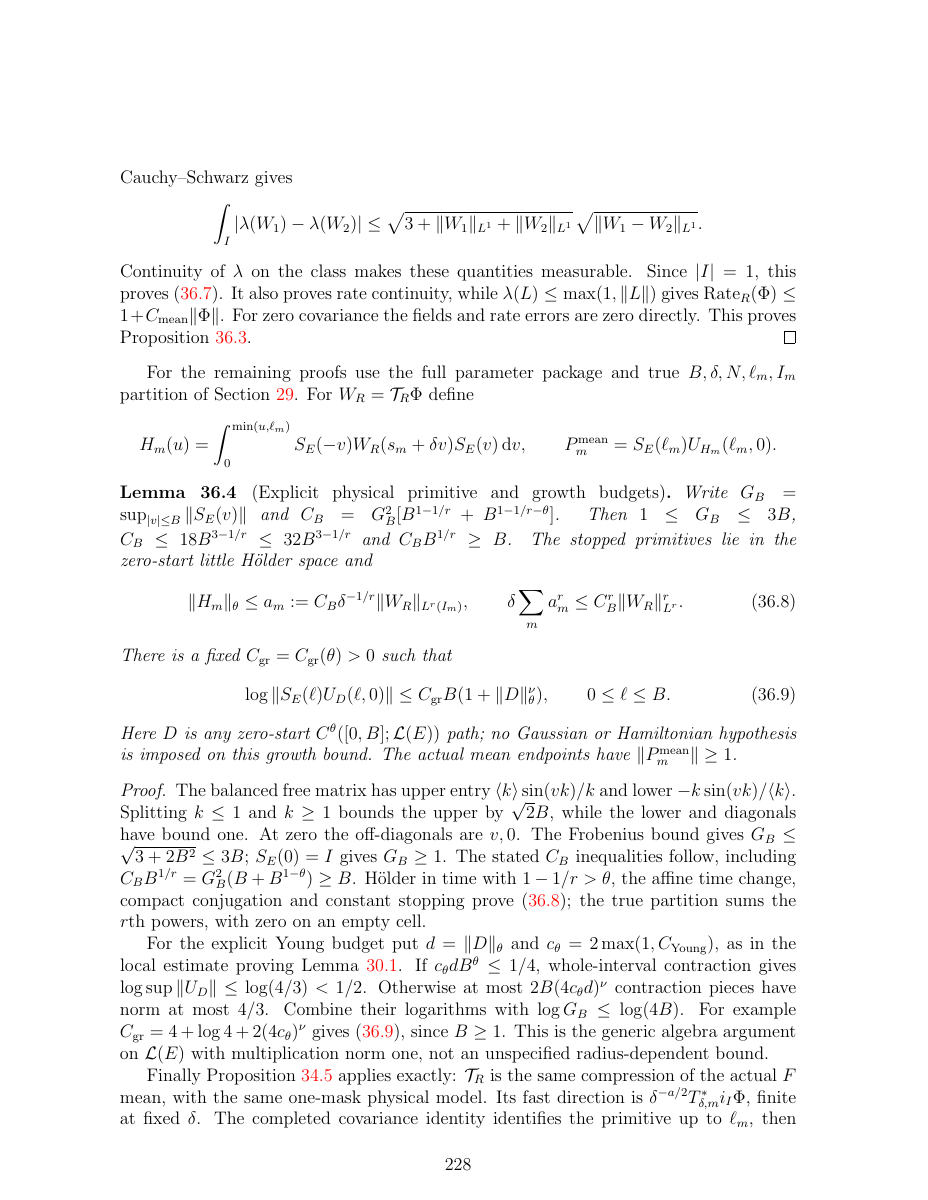 Cauchy–Schwarz gives
∫_I |λ(W₁) − λ(W₂)| ≤ √(3 + ‖W₁‖_{L¹} + ‖W₂‖_{L¹}) √(‖W₁ − W₂‖_{L¹}).
Continuity of λ on the class makes these quantities measurable. Since |I| = 1, this
proves (36.7). It also proves rate continuity, while λ(L) ≤ max(1, ‖L‖) gives Rate_R(Φ) ≤
1+C_mean‖Φ‖. For zero covariance the fields and rate errors are zero directly. This proves
Proposition 36.3. □
For the remaining proofs use the full parameter package and true B, δ, N, ℓ_m, I_m
partition of Section 29. For W_R = 𝒯_RΦ define
H_m(u) = ∫_0^{min(u,ℓ_m)} S_E(−v)W_R(s_m + δv)S_E(v) dv, P_m^{mean} = S_E(ℓ_m)U_{H_m}(ℓ_m, 0).
Lemma 36.4 (Explicit physical primitive and growth budgets). Write G_B =
sup_{|v|≤B} ‖S_E(v)‖ and C_B = G_B^2[B^{1−1/r} + B^{1−1/r−θ}]. Then 1 ≤ G_B ≤ 3B,
C_B ≤ 18B^{3−1/r} ≤ 32B^{3−1/r} and C_BB^{1/r} ≥ B. The stopped primitives lie in the
zero-start little Hölder space and
‖H_m‖_θ ≤ a_m := C_Bδ^{−1/r}‖W_R‖_{L^r(I_m)}, δ∑_m a_m^r ≤ C_B^r‖W_R‖_{L^r}^r. (36.8)
There is a fixed C_gr = C_gr(θ) > 0 such that
log ‖S_E(ℓ)U_D(ℓ, 0)‖ ≤ C_grB(1 + ‖D‖_θ^ν), 0 ≤ ℓ ≤ B. (36.9)
Here D is any zero-start C^θ([0, B]; ℒ(E)) path; no Gaussian or Hamiltonian hypothesis
is imposed on this growth bound. The actual mean endpoints have ‖P_m^{mean}‖ ≥ 1.
Proof. The balanced free matrix has upper entry ⟨k⟩ sin(vk)/k and lower −k sin(vk)/⟨k⟩.
Splitting k ≤ 1 and k ≥ 1 bounds the upper by √2B, while the lower and diagonals
have bound one. At zero the off-diagonals are v, 0. The Frobenius bound gives G_B ≤
√(3 + 2B²) ≤ 3B; S_E(0) = I gives G_B ≥ 1. The stated C_B inequalities follow, including
C_BB^{1/r} = G_B^2(B + B^{1−θ}) ≥ B. Hölder in time with 1 − 1/r > θ, the affine time change,
compact conjugation and constant stopping prove (36.8); the true partition sums the
rth powers, with zero on an empty cell.
For the explicit Young budget put d = ‖D‖_θ and c_θ = 2 max(1, C_Young), as in the
local estimate proving Lemma 30.1. If c_θdB^θ ≤ 1/4, whole-interval contraction gives
log sup ‖U_D‖ ≤ log(4/3) < 1/2. Otherwise at most 2B(4c_θd)^ν contraction pieces have
norm at most 4/3. Combine their logarithms with log G_B ≤ log(4B). For example
C_gr = 4 + log 4 + 2(4c_θ)^ν gives (36.9), since B ≥ 1. This is the generic algebra argument
on ℒ(E) with multiplication norm one, not an unspecified radius-dependent bound.
Finally Proposition 34.5 applies exactly: 𝒯_R is the same compression of the actual F
mean, with the same one-mask physical model. Its fast direction is δ^{−a/2}T^*_{δ,m}i_IΦ, finite
at fixed δ. The completed covariance identity identifies the primitive up to ℓ_m, then
228